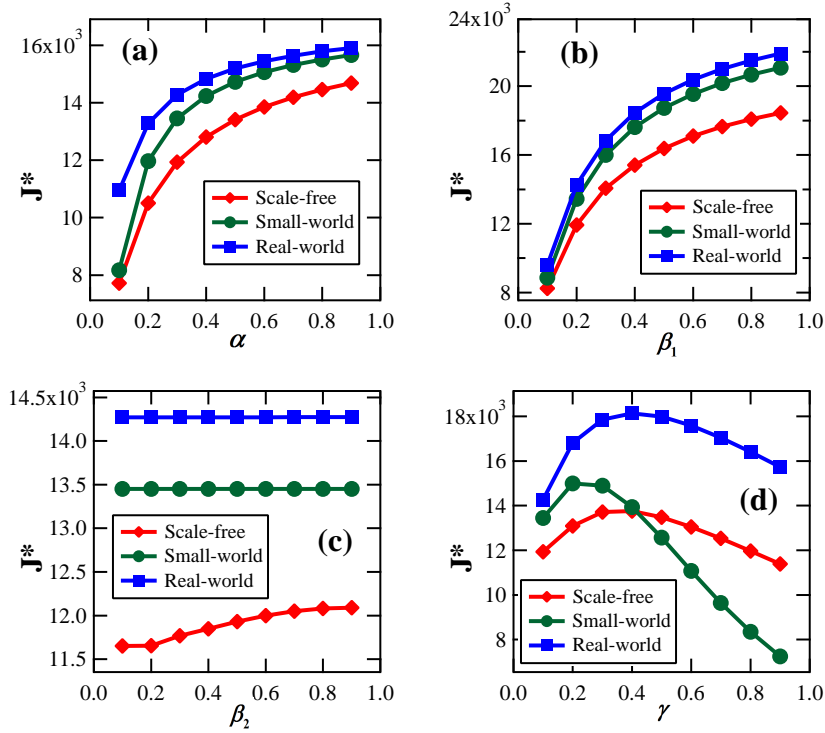 (a)
16x10³
14
12
10
8
J*
Scale-free
Small-world
Real-world
0.0 0.2 0.4 0.6 0.8 1.0
α
(b)
24x10³
20
16
12
8
J*
Scale-free
Small-world
Real-world
0.0 0.2 0.4 0.6 0.8 1.0
β₁
(c)
14.5x10³
14.0
13.5
13.0
12.5
12.0
11.5
J*
Scale-free
Small-world
Real-world
0.0 0.2 0.4 0.6 0.8 1.0
β₂
(d)
18x10³
16
14
12
10
8
J*
Scale-free
Small-world
Real-world
0.0 0.2 0.4 0.6 0.8 1.0
γ